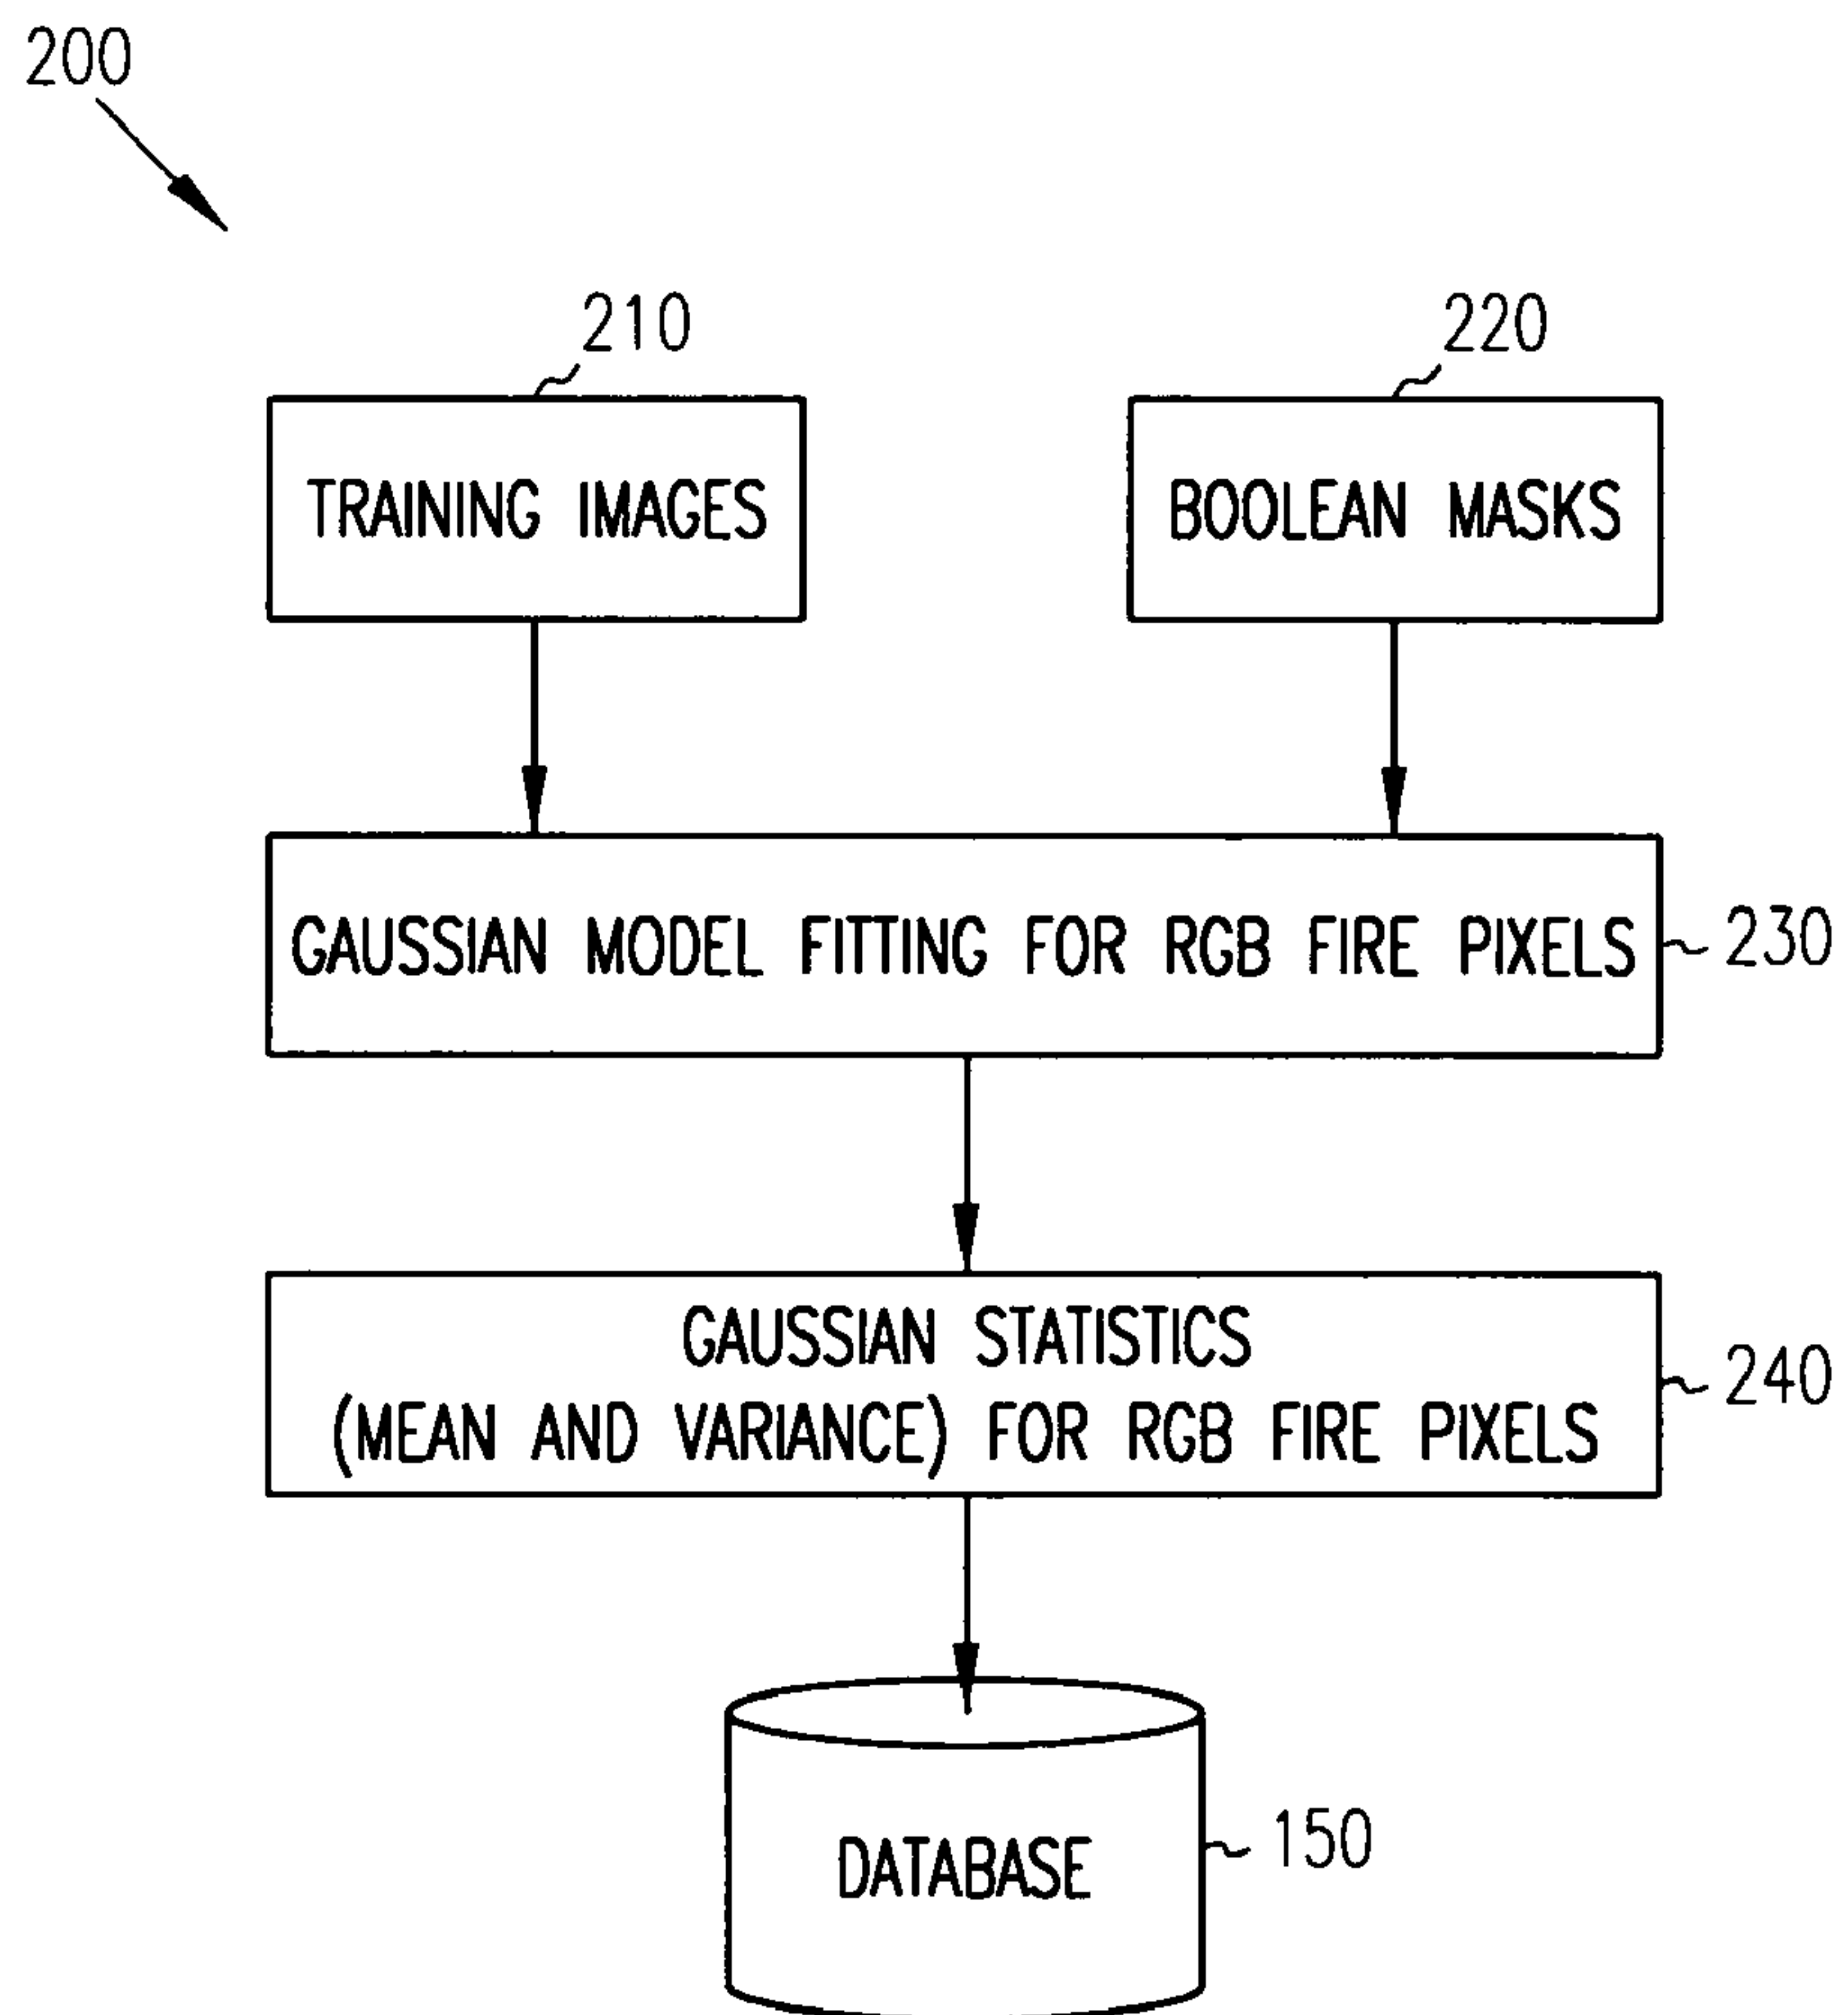 200
210
220
TRAINING IMAGES
BOOLEAN MASKS
GAUSSIAN MODEL FITTING FOR RGB FIRE PIXELS
230
GAUSSIAN STATISTICS
(MEAN AND VARIANCE) FOR RGB FIRE PIXELS
240
DATABASE
150